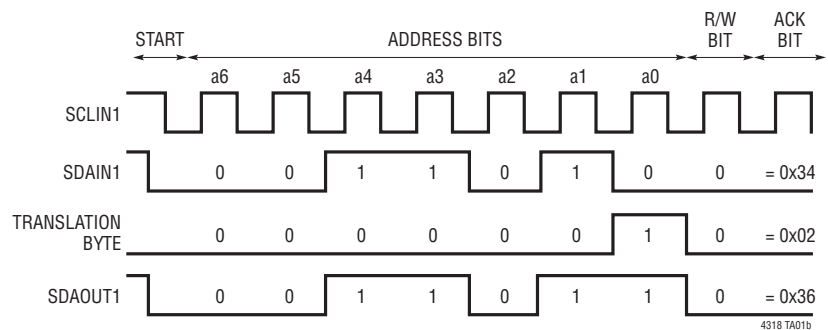 START ADDRESS BITS R/W BIT ACK BIT
a6 a5 a4 a3 a2 a1 a0
SCLIN1
SDAIN1 0 0 1 1 0 1 0 0 = 0x34
TRANSLATION BYTE 0 0 0 0 0 0 1 0 = 0x02
SDAOUT1 0 0 1 1 0 1 1 0 = 0x36
4318 TA01b